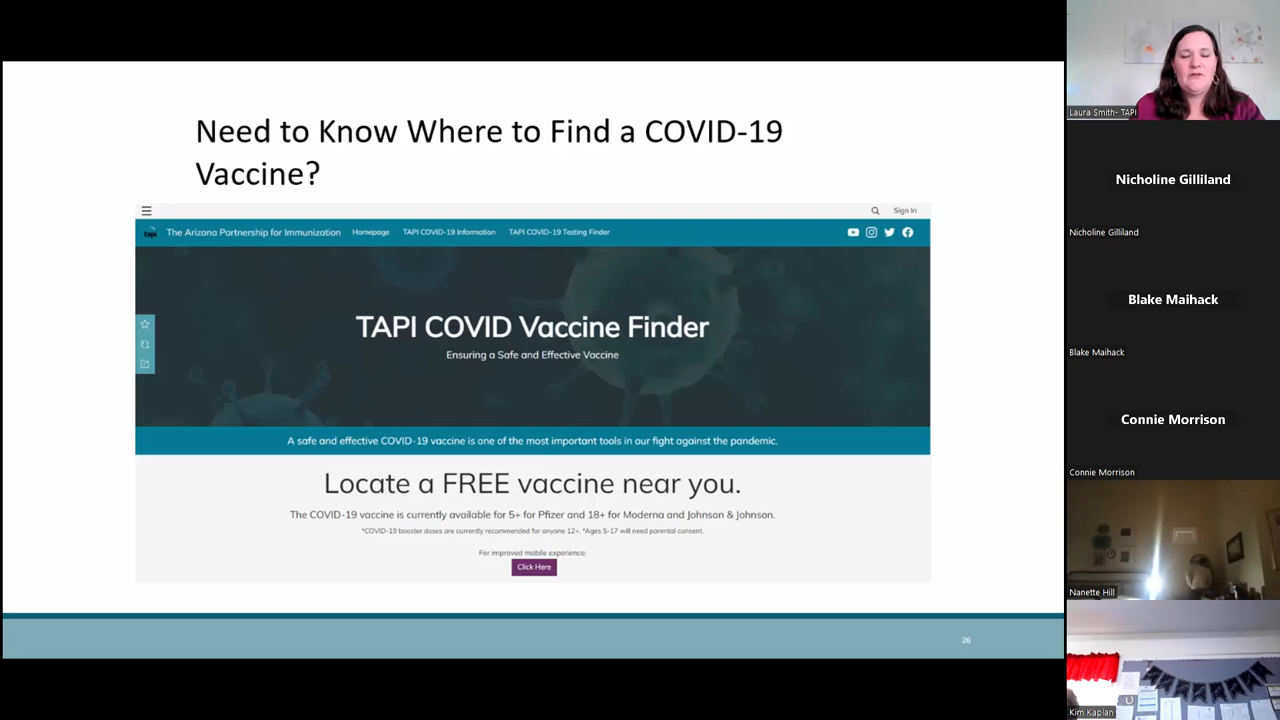 Need to Know Where to Find a COVID-19
Vaccine?
Sign In
tapi
The Arizona Partnership for Immunization
Homepage
TAPI COVID-19 Information
TAPI COVID-19 Testing Finder
TAPI COVID Vaccine Finder
Ensuring a Safe and Effective Vaccine
A safe and effective COVID-19 vaccine is one of the most important tools in our fight against the pandemic.
Locate a FREE vaccine near you.
The COVID-19 vaccine is currently available for 5+ for Pfizer and 18+ for Moderna and Johnson & Johnson.
*COVID-19 booster doses are currently recommended for anyone 12+. *Ages 5-17 will need parental consent.
For improved mobile experience:
Click Here
26
Laura Smith- TAPI
Nicholine Gilliland
Nicholine Gilliland
Blake Maihack
Blake Maihack
Connie Morrison
Connie Morrison
Nanette Hill
Kim Kaplan